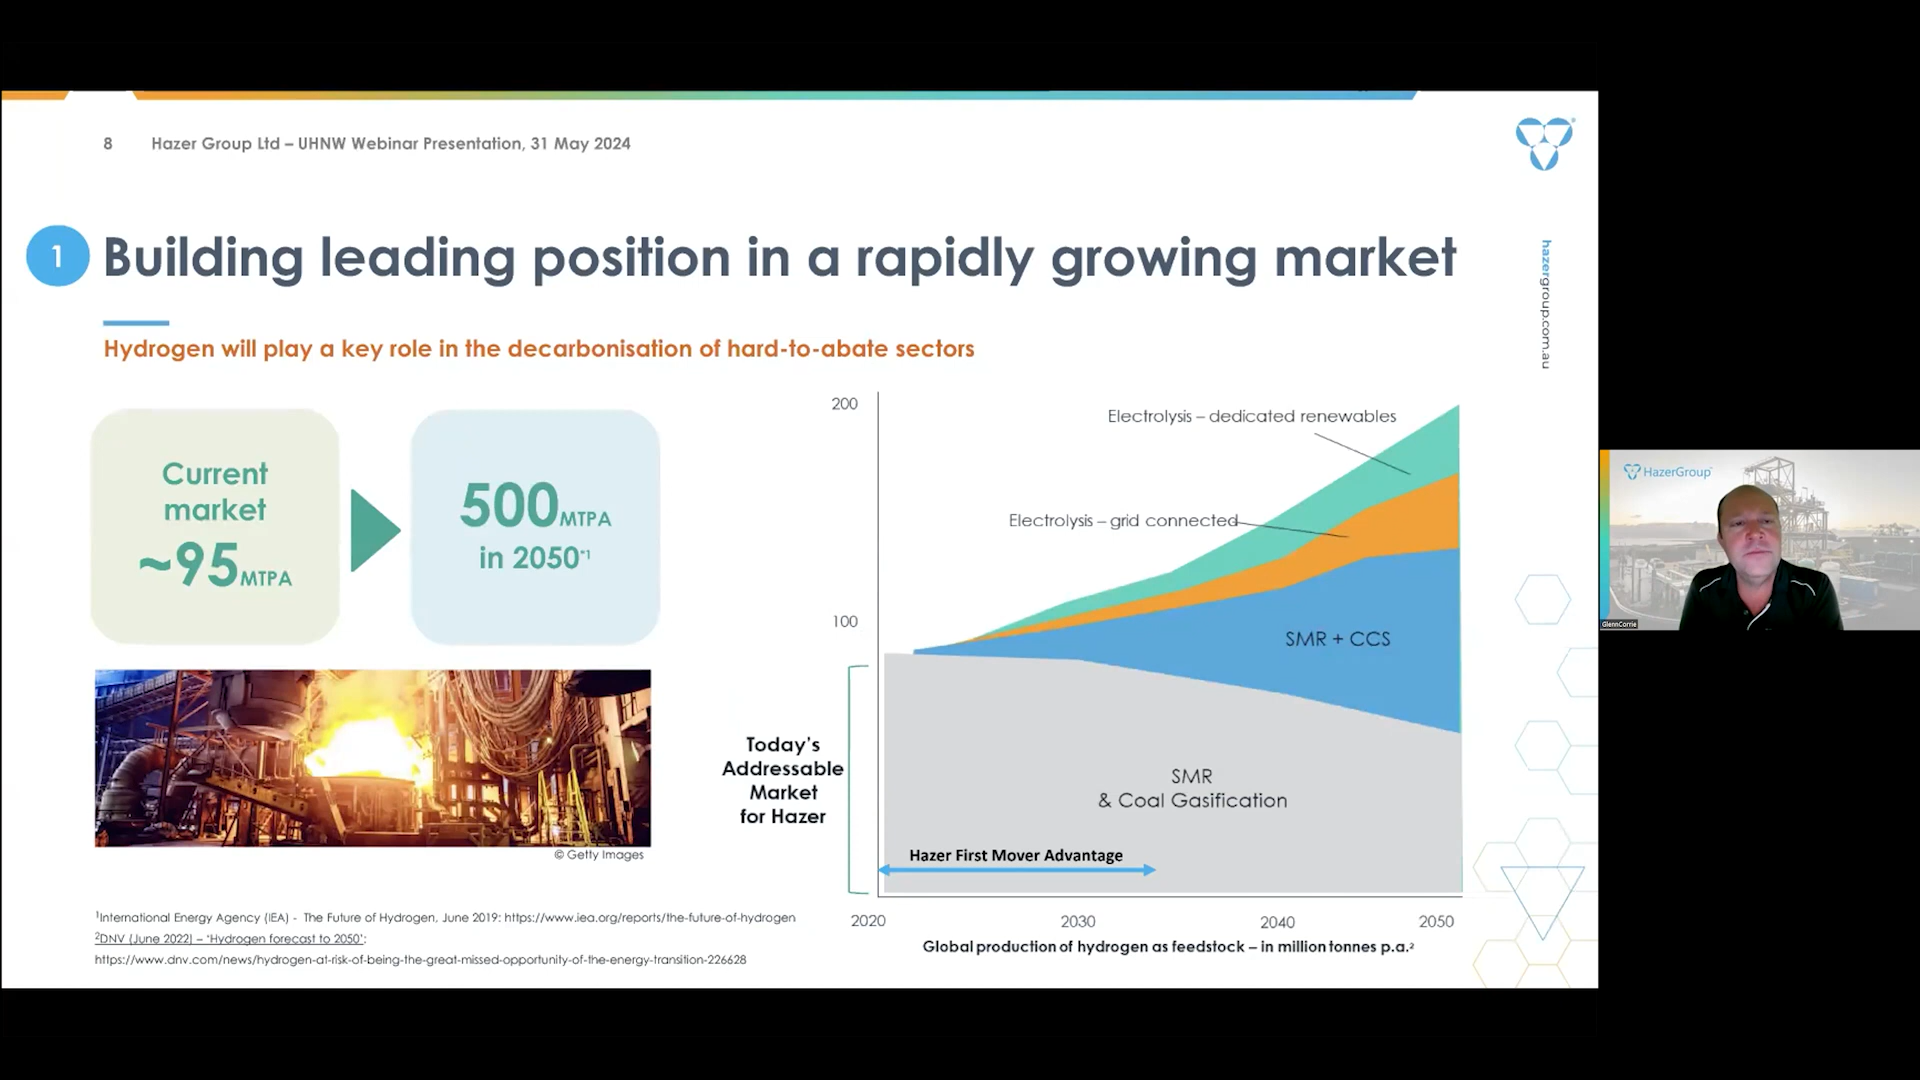 8 Hazer Group Ltd – UHNW Webinar Presentation, 31 May 2024
hazergroup.com.au
1 Building leading position in a rapidly growing market
Hydrogen will play a key role in the decarbonisation of hard-to-abate sectors
Current
market
~95MTPA
500MTPA
in 2050*1
© Getty Images
200
100
Electrolysis – dedicated renewables
Electrolysis – grid connected
SMR + CCS
SMR
& Coal Gasification
Today's
Addressable
Market
for Hazer
Hazer First Mover Advantage
2020 2030 2040 2050
Global production of hydrogen as feedstock – in million tonnes p.a.²
¹International Energy Agency (IEA) - The Future of Hydrogen, June 2019: https://www.iea.org/reports/the-future-of-hydrogen
²DNV (June 2022) – 'Hydrogen forecast to 2050':
https://www.dnv.com/news/hydrogen-at-risk-of-being-the-great-missed-opportunity-of-the-energy-transition-226628
HazerGroup
GlennCorrie